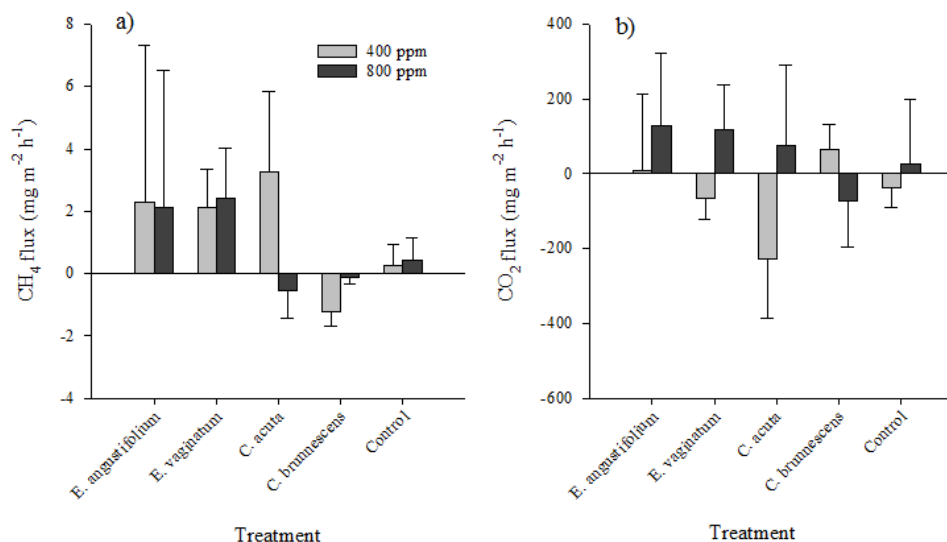 a)
400 ppm
800 ppm
CH4 flux (mg m-2 h-1)
8
6
4
2
0
-2
-4
E. angustifolium
E. vaginatum
C. acuta
C. brunnescens
Control
Treatment
b)
CO2 flux (mg m-2 h-1)
400
200
0
-200
-400
-600
E. angustifolium
E. vaginatum
C. acuta
C. brunnescens
Control
Treatment